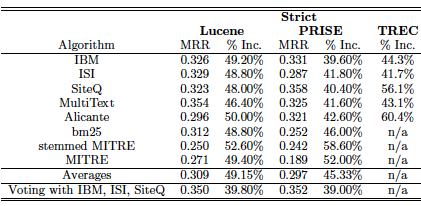 Strict
Lucene PRISE TREC
Algorithm MRR % Inc. MRR % Inc. % Inc.
IBM 0.326 49.20% 0.331 39.60% 44.3%
ISI 0.329 48.80% 0.287 41.80% 41.7%
SiteQ 0.323 48.00% 0.358 40.40% 56.1%
MultiText 0.354 46.40% 0.325 41.60% 43.1%
Alicante 0.296 50.00% 0.321 42.60% 60.4%
bm25 0.312 48.80% 0.252 46.00% n/a
stemmed MITRE 0.250 52.60% 0.242 58.60% n/a
MITRE 0.271 49.40% 0.189 52.00% n/a
Averages 0.309 49.15% 0.297 45.33% n/a
Voting with IBM, ISI, SiteQ 0.350 39.80% 0.352 39.00% n/a